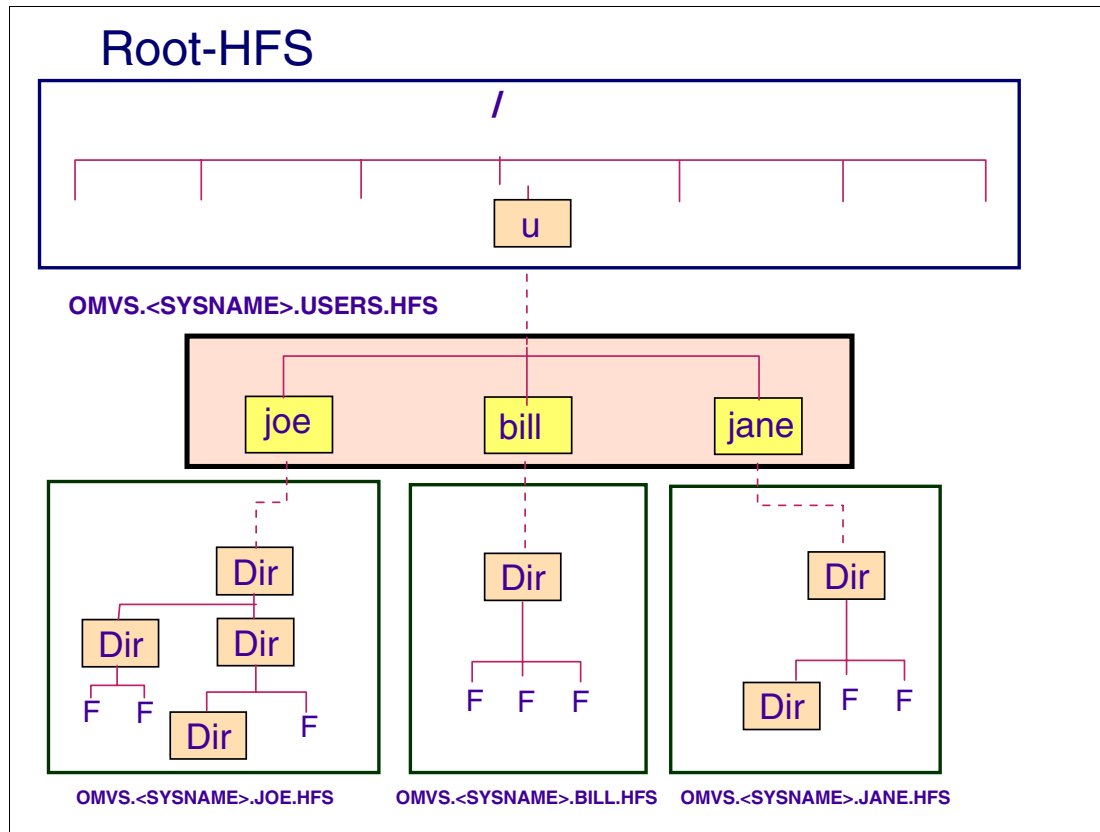 Root-HFS
/
u
OMVS.<SYSNAME>.USERS.HFS
joe bill jane
Dir Dir Dir
Dir Dir
F F F F F F F F
Dir Dir
OMVS.<SYSNAME>.JOE.HFS OMVS.<SYSNAME>.BILL.HFS OMVS.<SYSNAME>.JANE.HFS